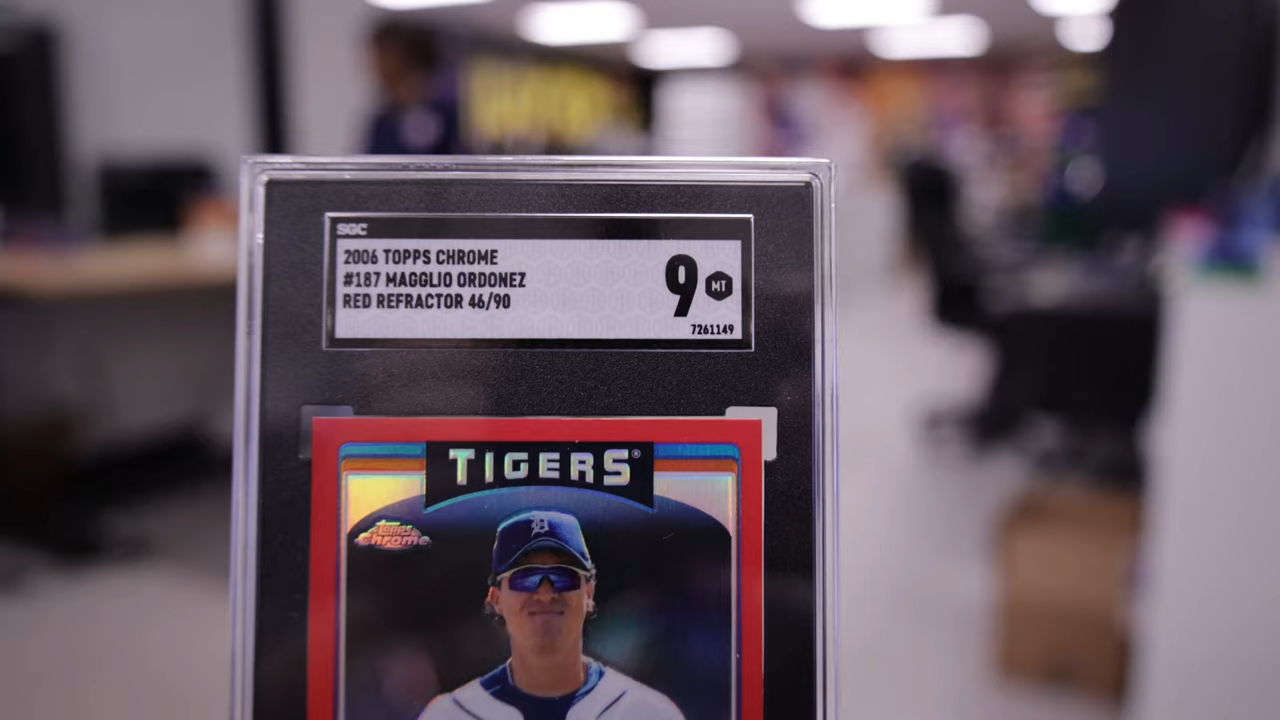 SGC
2006 TOPPS CHROME
#187 MAGGLIO ORDONEZ
RED REFRACTOR 46/90
9 MT
7261149
TIGERS®
TOPPS
Chrome
D